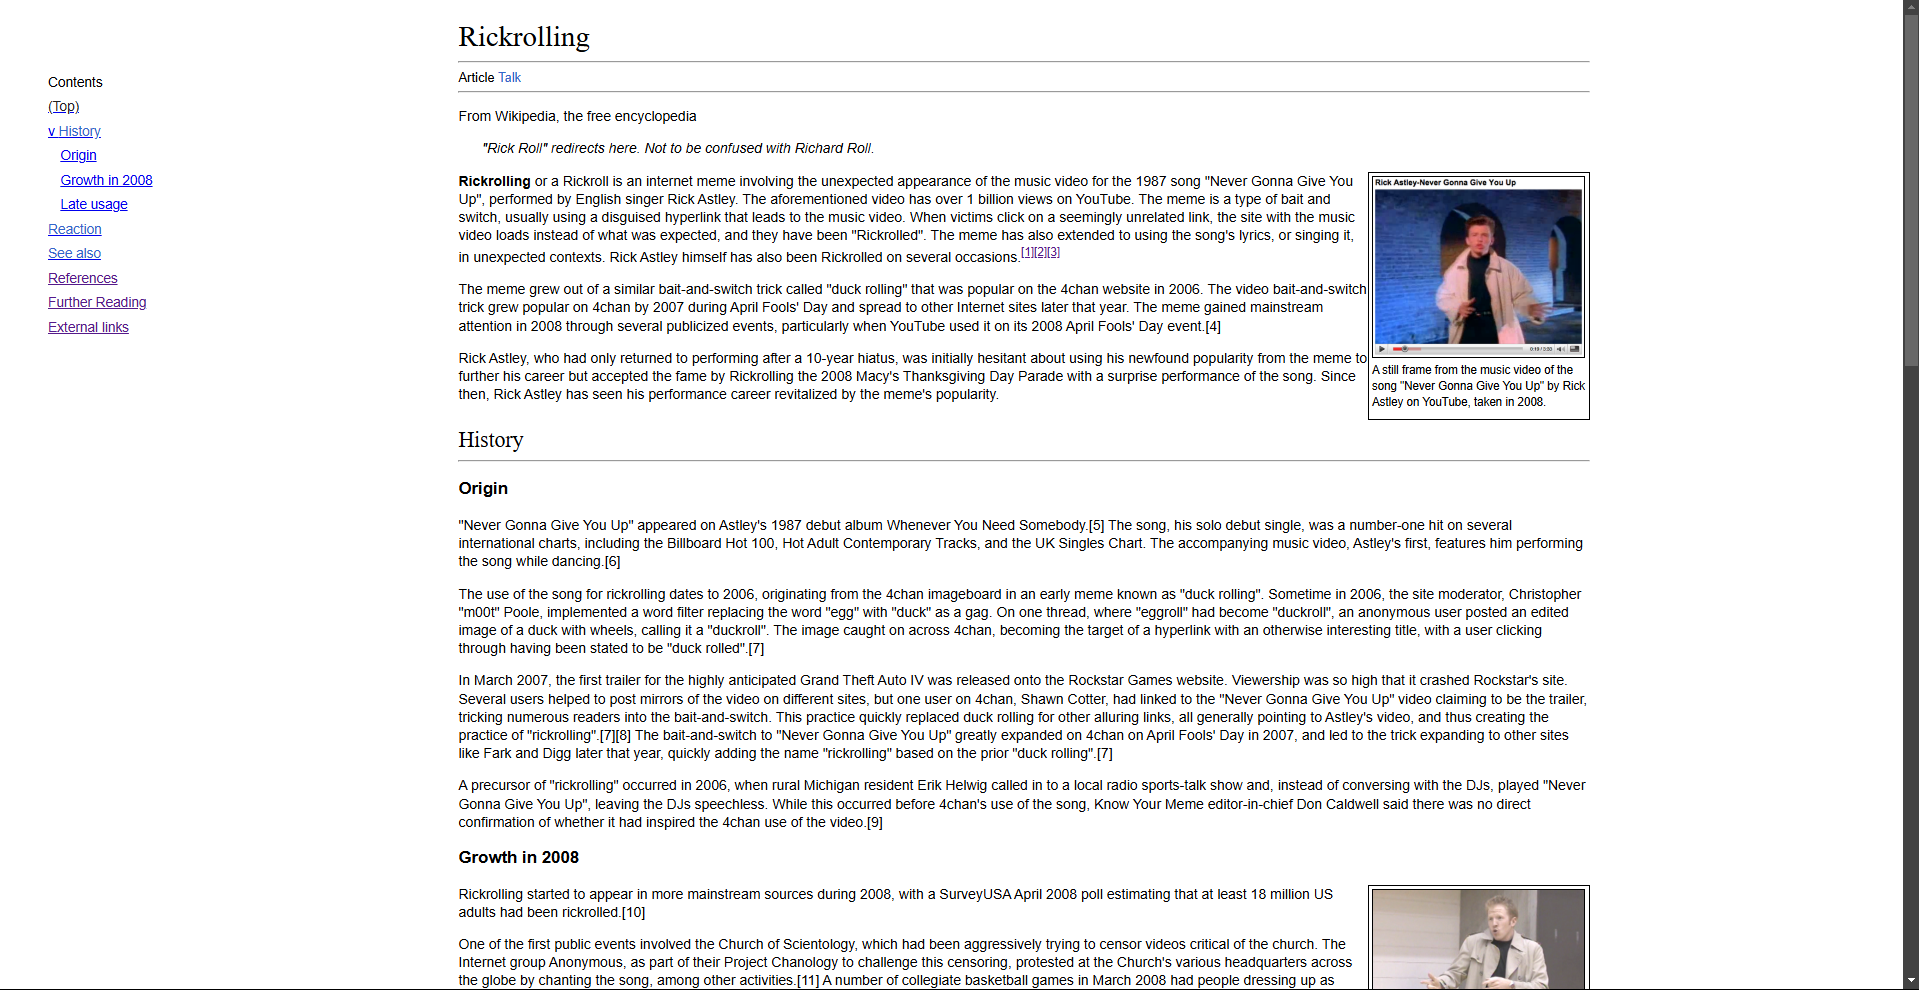 Rickrolling
Article Talk
Contents
(Top)
v History
Origin
Growth in 2008
Late usage
Reaction
See also
References
Further Reading
External links
From Wikipedia, the free encyclopedia
"Rick Roll" redirects here. Not to be confused with Richard Roll.
Rickrolling or a Rickroll is an internet meme involving the unexpected appearance of the music video for the 1987 song "Never Gonna Give You
Up", performed by English singer Rick Astley. The aforementioned video has over 1 billion views on YouTube. The meme is a type of bait and
switch, usually using a disguised hyperlink that leads to the music video. When victims click on a seemingly unrelated link, the site with the music
video loads instead of what was expected, and they have been "Rickrolled". The meme has also extended to using the song's lyrics, or singing it,
in unexpected contexts. Rick Astley himself has also been Rickrolled on several occasions.[1][2][3]
The meme grew out of a similar bait-and-switch trick called "duck rolling" that was popular on the 4chan website in 2006. The video bait-and-switch
trick grew popular on 4chan by 2007 during April Fools' Day and spread to other Internet sites later that year. The meme gained mainstream
attention in 2008 through several publicized events, particularly when YouTube used it on its 2008 April Fools' Day event.[4]
Rick Astley, who had only returned to performing after a 10-year hiatus, was initially hesitant about using his newfound popularity from the meme to
further his career but accepted the fame by Rickrolling the 2008 Macy's Thanksgiving Day Parade with a surprise performance of the song. Since
then, Rick Astley has seen his performance career revitalized by the meme's popularity.
Rick Astley-Never Gonna Give You Up
A still frame from the music video of the
song "Never Gonna Give You Up" by Rick
Astley on YouTube, taken in 2008.
History
Origin
"Never Gonna Give You Up" appeared on Astley's 1987 debut album Whenever You Need Somebody.[5] The song, his solo debut single, was a number-one hit on several
international charts, including the Billboard Hot 100, Hot Adult Contemporary Tracks, and the UK Singles Chart. The accompanying music video, Astley's first, features him performing
the song while dancing.[6]
The use of the song for rickrolling dates to 2006, originating from the 4chan imageboard in an early meme known as "duck rolling". Sometime in 2006, the site moderator, Christopher
"m00t" Poole, implemented a word filter replacing the word "egg" with "duck" as a gag. On one thread, where "eggroll" had become "duckroll", an anonymous user posted an edited
image of a duck with wheels, calling it a "duckroll". The image caught on across 4chan, becoming the target of a hyperlink with an otherwise interesting title, with a user clicking
through having been stated to be "duck rolled".[7]
In March 2007, the first trailer for the highly anticipated Grand Theft Auto IV was released onto the Rockstar Games website. Viewership was so high that it crashed Rockstar's site.
Several users helped to post mirrors of the video on different sites, but one user on 4chan, Shawn Cotter, had linked to the "Never Gonna Give You Up" video claiming to be the trailer,
tricking numerous readers into the bait-and-switch. This practice quickly replaced duck rolling for other alluring links, all generally pointing to Astley's video, and thus creating the
practice of "rickrolling".[7][8] The bait-and-switch to "Never Gonna Give You Up" greatly expanded on 4chan on April Fools' Day in 2007, and led to the trick expanding to other sites
like Fark and Digg later that year, quickly adding the name "rickrolling" based on the prior "duck rolling".[7]
A precursor of "rickrolling" occurred in 2006, when rural Michigan resident Erik Helwig called in to a local radio sports-talk show and, instead of conversing with the DJs, played "Never
Gonna Give You Up", leaving the DJs speechless. While this occurred before 4chan's use of the song, Know Your Meme editor-in-chief Don Caldwell said there was no direct
confirmation of whether it had inspired the 4chan use of the video.[9]
Growth in 2008
Rickrolling started to appear in more mainstream sources during 2008, with a SurveyUSA April 2008 poll estimating that at least 18 million US
adults had been rickrolled.[10]
One of the first public events involved the Church of Scientology, which had been aggressively trying to censor videos critical of the church. The
Internet group Anonymous, as part of their Project Chanology to challenge this censoring, protested at the Church's various headquarters across
the globe by chanting the song, among other activities.[11] A number of collegiate basketball games in March 2008 had people dressing up as